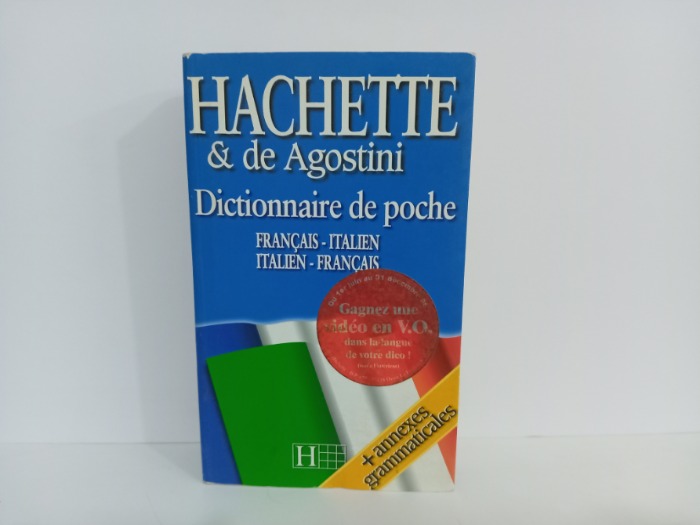 HACHETTE
& de Agostini
Dictionnaire de poche
FRANÇAIS - ITALIEN
ITALIEN - FRANÇAIS
Gagnez une
vidéo en V.O.
dans la langue
de votre dico !
+ annexes
grammaticales
H